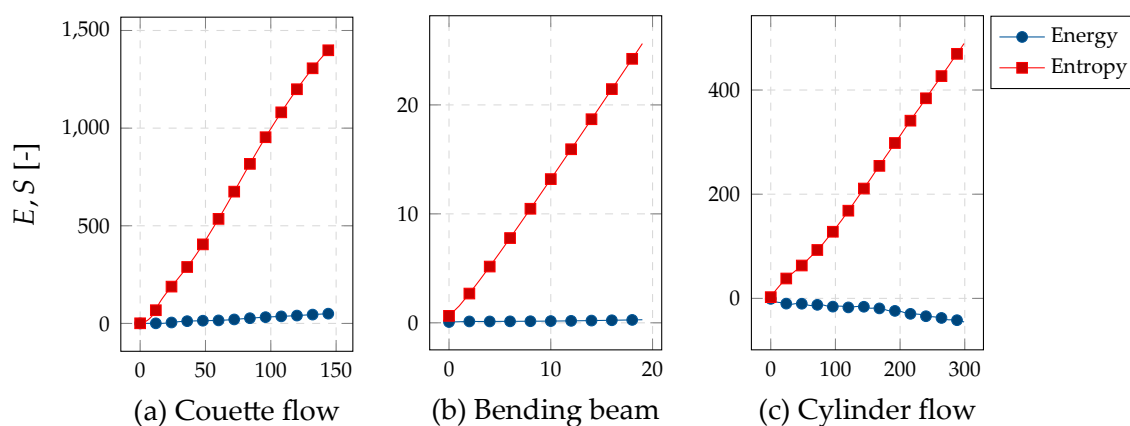 E, S [-]
1,500
1,000
500
0
0 50 100 150
(a) Couette flow
20
10
0
0 10 20
(b) Bending beam
400
200
0
0 100 200 300
(c) Cylinder flow
Energy
Entropy